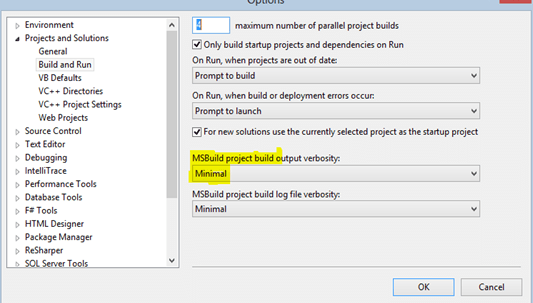 Options
Environment
Projects and Solutions
General
Build and Run
VB Defaults
VC++ Directories
VC++ Project Settings
Web Projects
Source Control
Text Editor
Debugging
IntelliTrace
Performance Tools
Database Tools
F# Tools
HTML Designer
Package Manager
ReSharper
SQL Server Tools
4 maximum number of parallel project builds
Only build startup projects and dependencies on Run
On Run, when projects are out of date:
Prompt to build
On Run, when build or deployment errors occur:
Prompt to launch
For new solutions use the currently selected project as the startup project
MSBuild project build output verbosity:
Minimal
MSBuild project build log file verbosity:
Minimal
OK Cancel